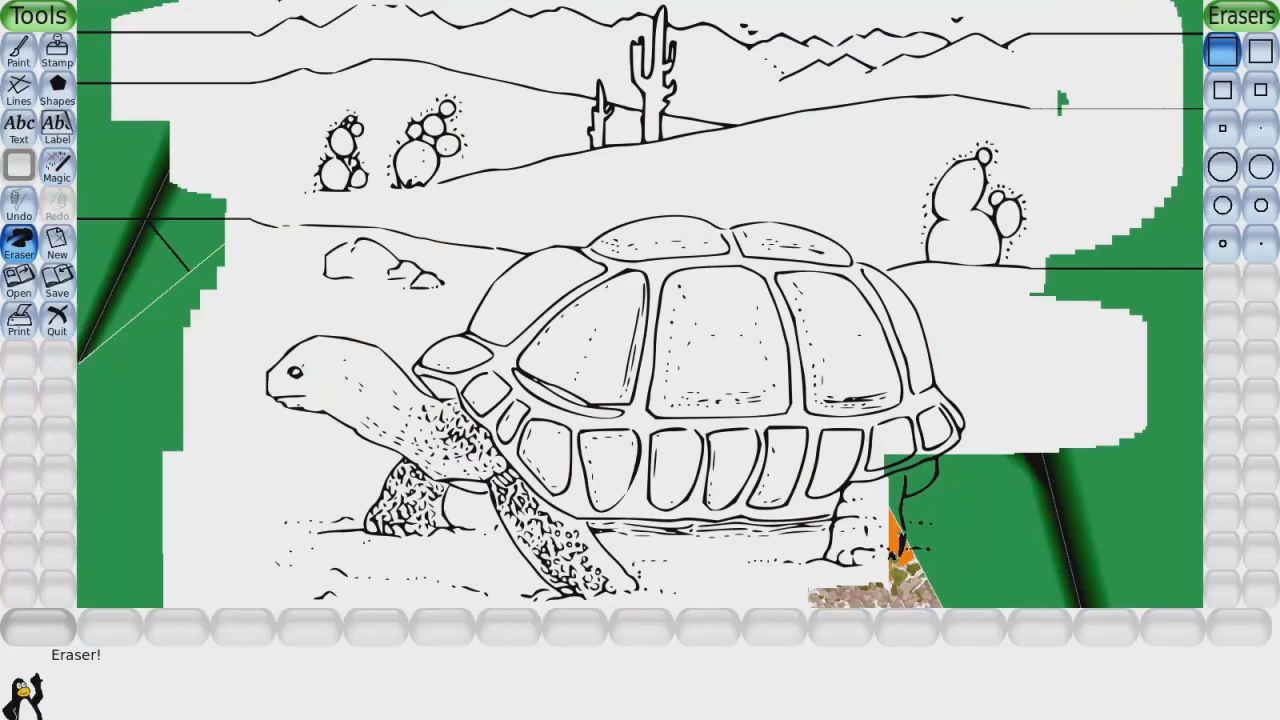 Tools
Erasers
Paint
Stamp
Lines
Shapes
Abc
Abc
Text
Label
Magic
Undo
Redo
Eraser
New
Open
Save
Print
Quit
Eraser!